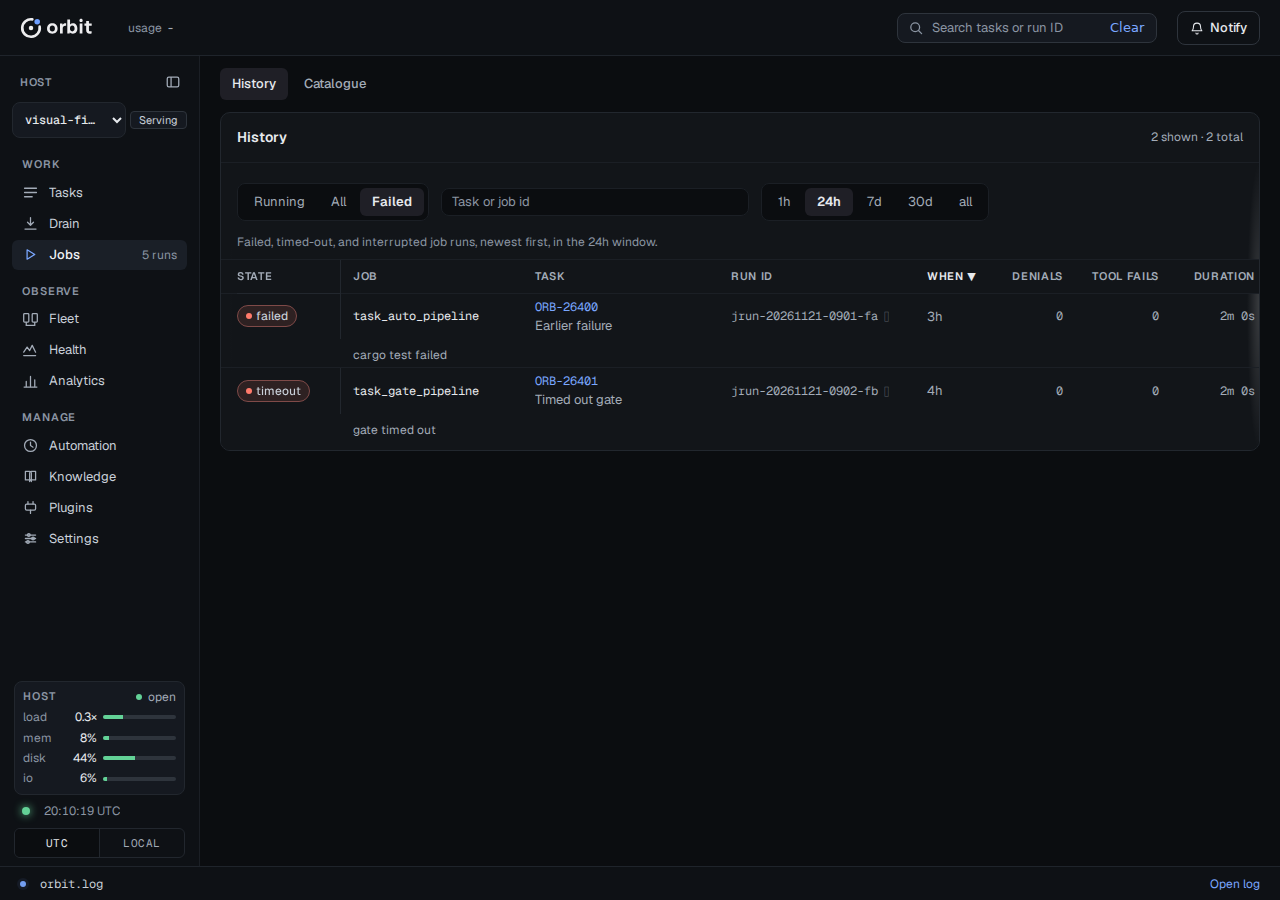 orbit
usage -
Search tasks or run ID
Clear
Notify
HOST
visual-fi…
Serving
WORK
Tasks
Drain
Jobs
5 runs
OBSERVE
Fleet
Health
Analytics
MANAGE
Automation
Knowledge
Plugins
Settings
HOST
open
load 0.3×
mem 8%
disk 44%
io 6%
20:10:19 UTC
UTC LOCAL
History Catalogue
History
2 shown · 2 total
Running All Failed
Task or job id
1h 24h 7d 30d all
Failed, timed-out, and interrupted job runs, newest first, in the 24h window.
STATE JOB TASK RUN ID WHEN ▼ DENIALS TOOL FAILS DURATION
failed task_auto_pipeline ORB-26400 jrun-20261121-0901-fa 3h 0 0 2m 0s
Earlier failure
cargo test failed
timeout task_gate_pipeline ORB-26401 jrun-20261121-0902-fb 4h 0 0 2m 0s
Timed out gate
gate timed out
orbit.log
Open log